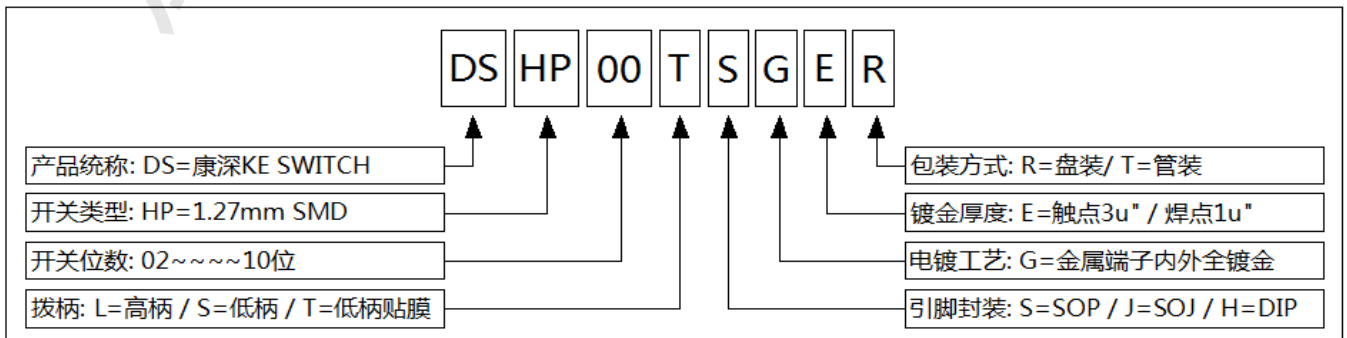 DS HP 00 T S G E R
产品统称: DS=康深KE SWITCH
开关类型: HP=1.27mm SMD
开关位数: 02~~~~10位
拨柄: L=高柄 / S=低柄 / T=低柄贴膜
包装方式: R=盘装/ T=管装
镀金厚度: E=触点3u" / 焊点1u"
电镀工艺: G=金属端子内外全镀金
引脚封装: S=SOP / J=SOJ / H=DIP